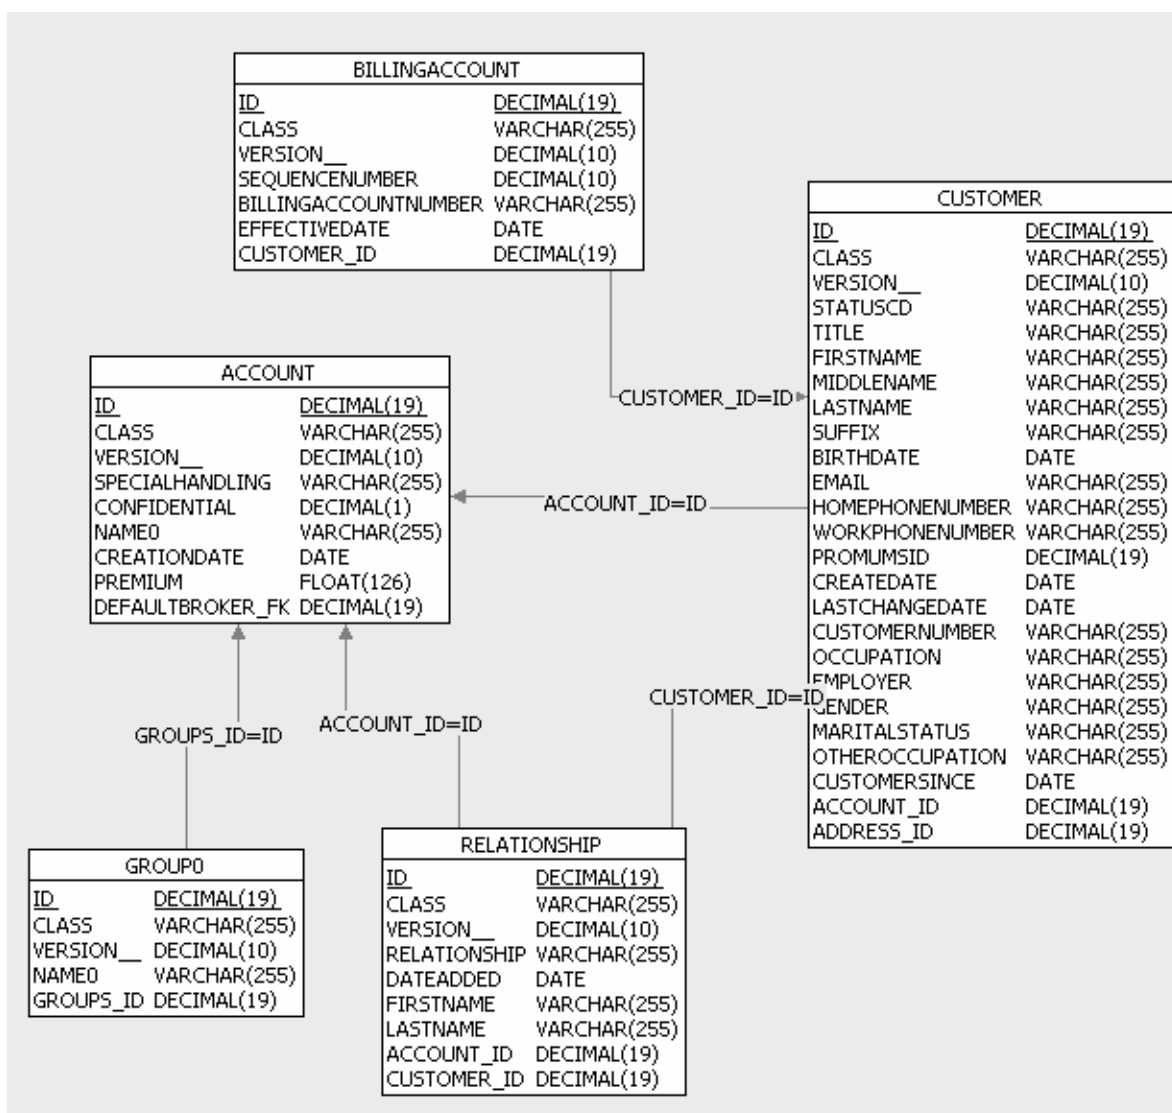 BILLINGACCOUNT
ID DECIMAL(19)
CLASS VARCHAR(255)
VERSION__ DECIMAL(10)
SEQUENCENUMBER DECIMAL(10)
BILLINGACCOUNTNUMBER VARCHAR(255)
EFFECTIVEDATE DATE
CUSTOMER_ID DECIMAL(19)
CUSTOMER
ID DECIMAL(19)
CLASS VARCHAR(255)
VERSION__ DECIMAL(10)
STATUSCD VARCHAR(255)
TITLE VARCHAR(255)
FIRSTNAME VARCHAR(255)
MIDDLENAME VARCHAR(255)
LASTNAME VARCHAR(255)
SUFFIX VARCHAR(255)
BIRTHDATE DATE
EMAIL VARCHAR(255)
HOMEPHONENUMBER VARCHAR(255)
WORKPHONENUMBER VARCHAR(255)
PROMUMSID DECIMAL(19)
CREATEDATE DATE
LASTCHANGEDATE DATE
CUSTOMERNUMBER VARCHAR(255)
OCCUPATION VARCHAR(255)
EMPLOYER VARCHAR(255)
GENDER VARCHAR(255)
MARITALSTATUS VARCHAR(255)
OTHEROCCUPATION VARCHAR(255)
CUSTOMERSINCE DATE
ACCOUNT_ID DECIMAL(19)
ADDRESS_ID DECIMAL(19)
CUSTOMER_ID=ID
ACCOUNT
ID DECIMAL(19)
CLASS VARCHAR(255)
VERSION__ DECIMAL(10)
SPECIALHANDLING VARCHAR(255)
CONFIDENTIAL DECIMAL(1)
NAME0 VARCHAR(255)
CREATIONDATE DATE
PREMIUM FLOAT(126)
DEFAULTBROKER_FK DECIMAL(19)
ACCOUNT_ID=ID
CUSTOMER_ID=ID
ACCOUNT_ID=ID
GROUPS_ID=ID
GROUP0
ID DECIMAL(19)
CLASS VARCHAR(255)
VERSION__ DECIMAL(10)
NAME0 VARCHAR(255)
GROUPS_ID DECIMAL(19)
RELATIONSHIP
ID DECIMAL(19)
CLASS VARCHAR(255)
VERSION__ DECIMAL(10)
RELATIONSHIP VARCHAR(255)
DATEADDED DATE
FIRSTNAME VARCHAR(255)
LASTNAME VARCHAR(255)
ACCOUNT_ID DECIMAL(19)
CUSTOMER_ID DECIMAL(19)